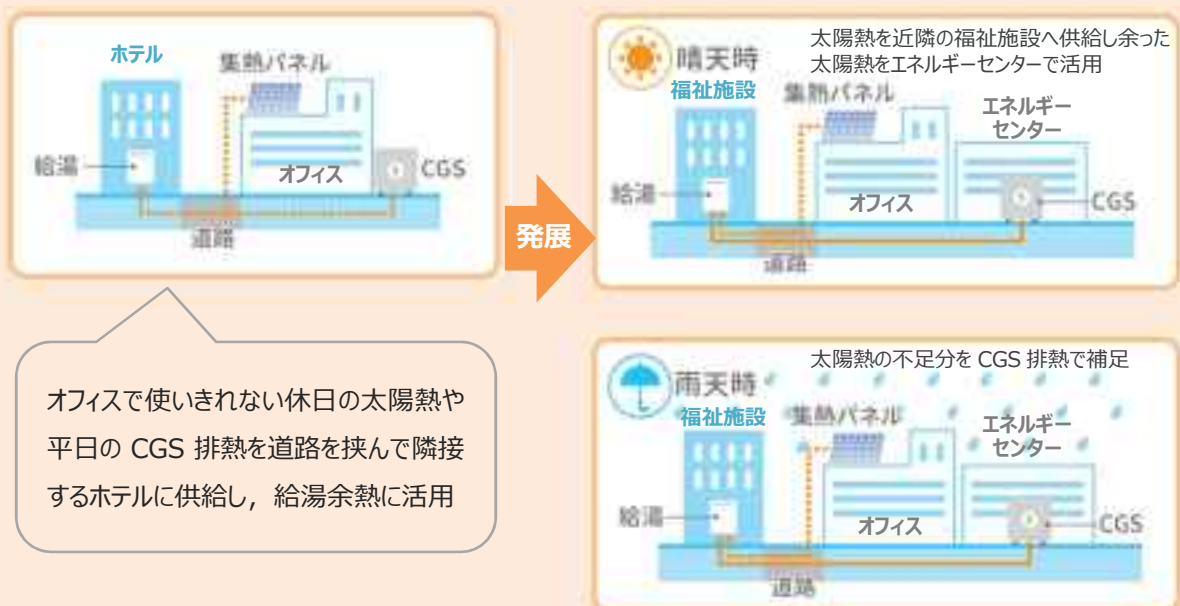 ホテル
集熱パネル
給湯
オフィス
CGS
道路
オフィスで使いきれない休日の太陽熱や
平日の CGS 排熱を道路を挟んで隣接
するホテルに供給し，給湯余熱に活用
発展
晴天時
太陽熱を近隣の福祉施設へ供給し余った
太陽熱をエネルギーセンターで活用
福祉施設
集熱パネル
エネルギー
センター
給湯
オフィス
CGS
道路
雨天時
太陽熱の不足分を CGS 排熱で補足
福祉施設
集熱パネル
エネルギー
センター
給湯
オフィス
CGS
道路